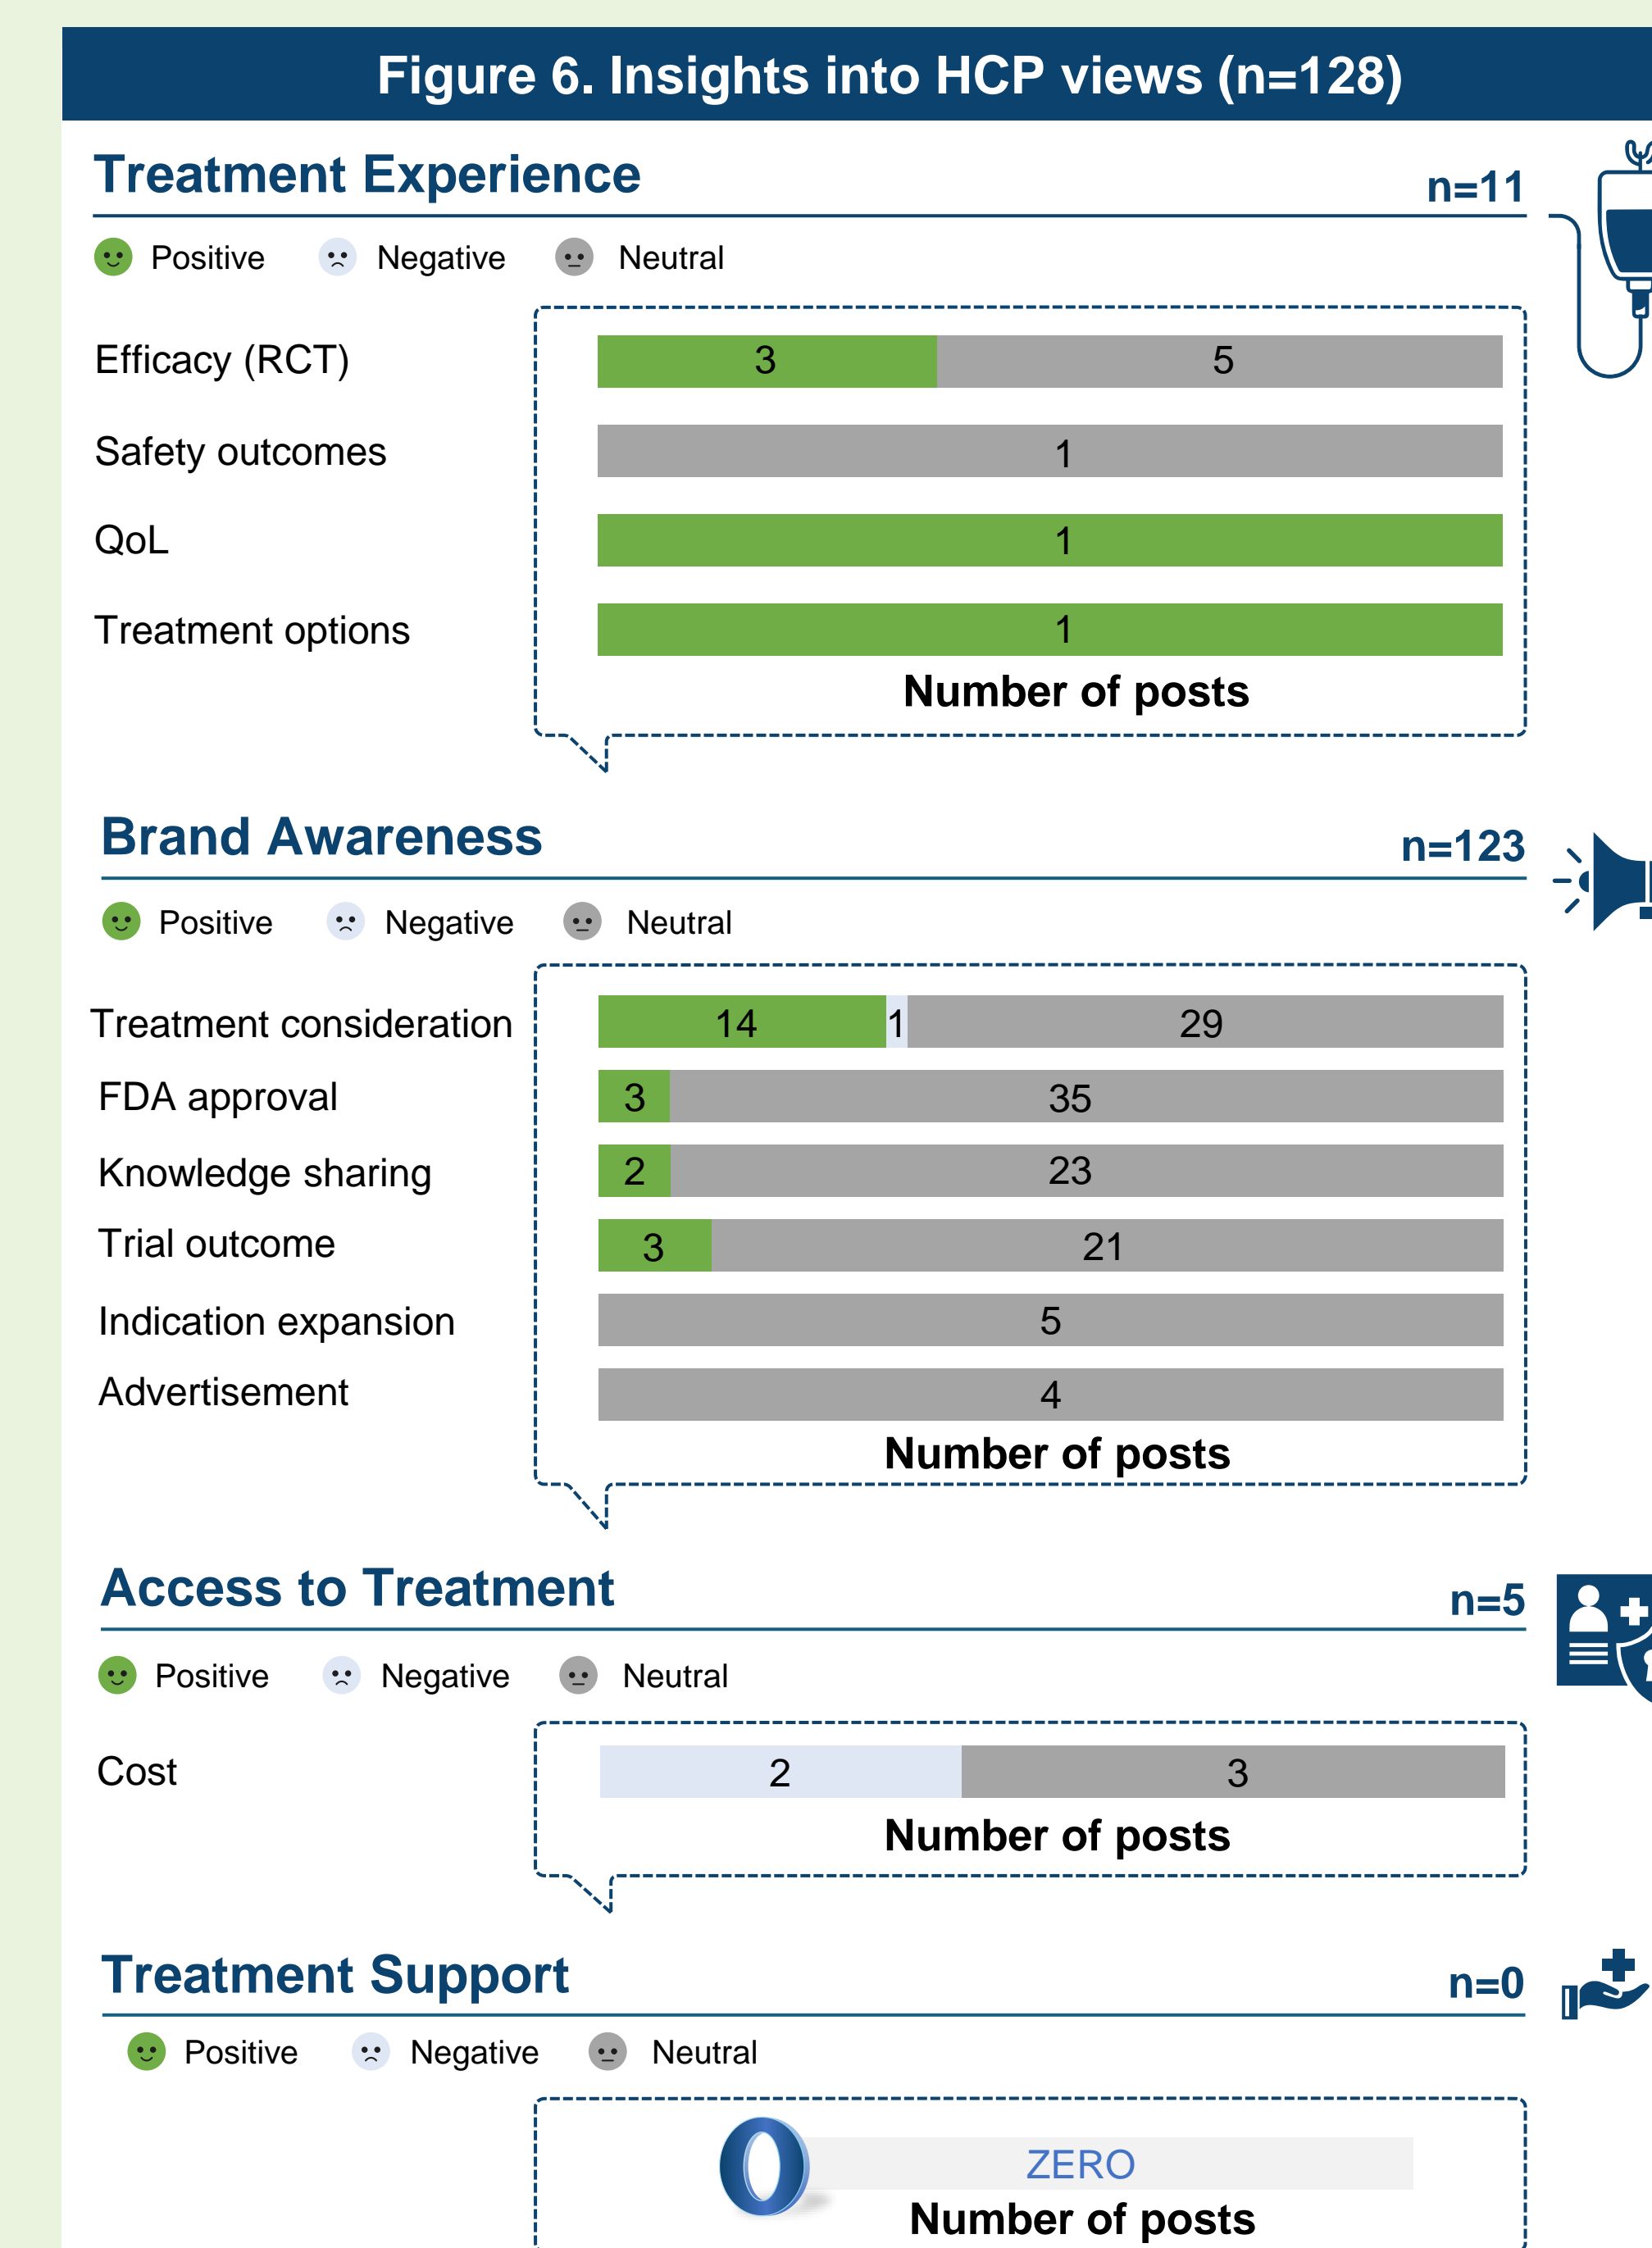 Figure 6. Insights into HCP views (n=128)
Treatment Experience n=11
Positive Negative Neutral
Efficacy (RCT) 3 5
Safety outcomes 1
QoL 1
Treatment options 1
Number of posts
Brand Awareness n=123
Positive Negative Neutral
Treatment consideration 14 1 29
FDA approval 3 35
Knowledge sharing 2 23
Trial outcome 3 21
Indication expansion 5
Advertisement 4
Number of posts
Access to Treatment n=5
Positive Negative Neutral
Cost 2 3
Number of posts
Treatment Support n=0
Positive Negative Neutral
0 ZERO
Number of posts